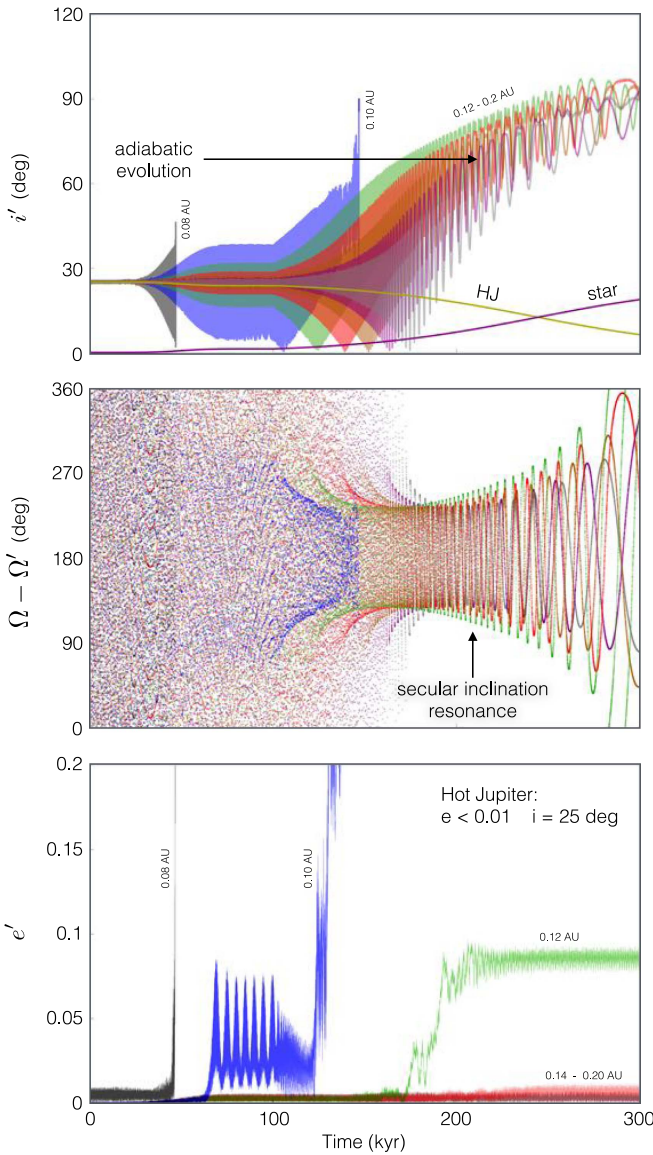 120
90
60
30
0
i′ (deg)
adiabatic
evolution
0.08 AU
0.10 AU
0.12 - 0.2 AU
HJ
star
360
270
180
90
0
Ω − Ω′ (deg)
secular inclination
resonance
0.2
0.15
0.1
0.05
0
e′
0.08 AU
0.10 AU
Hot Jupiter:
e < 0.01 i = 25 deg
0.12 AU
0.14 - 0.20 AU
0
100
200
300
Time (kyr)